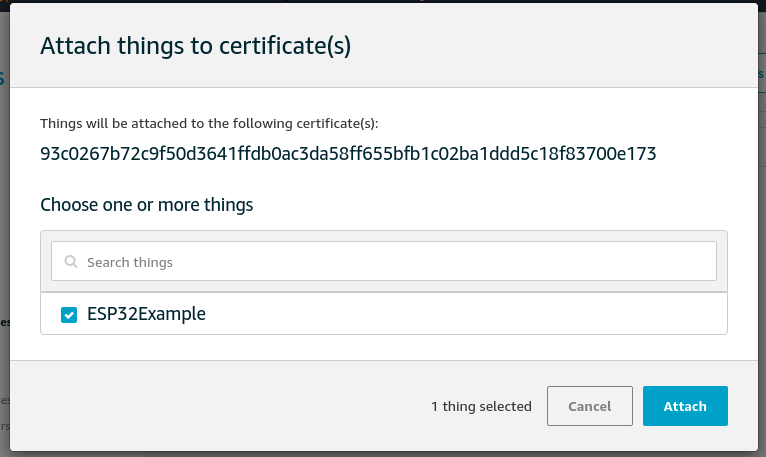 Attach things to certificate(s)
Things will be attached to the following certificate(s):
93c0267b72c9f50d3641ffdb0ac3da58ff655bfb1c02ba1ddd5c18f83700e173
Choose one or more things
Search things
ESP32Example
1 thing selected
Cancel
Attach